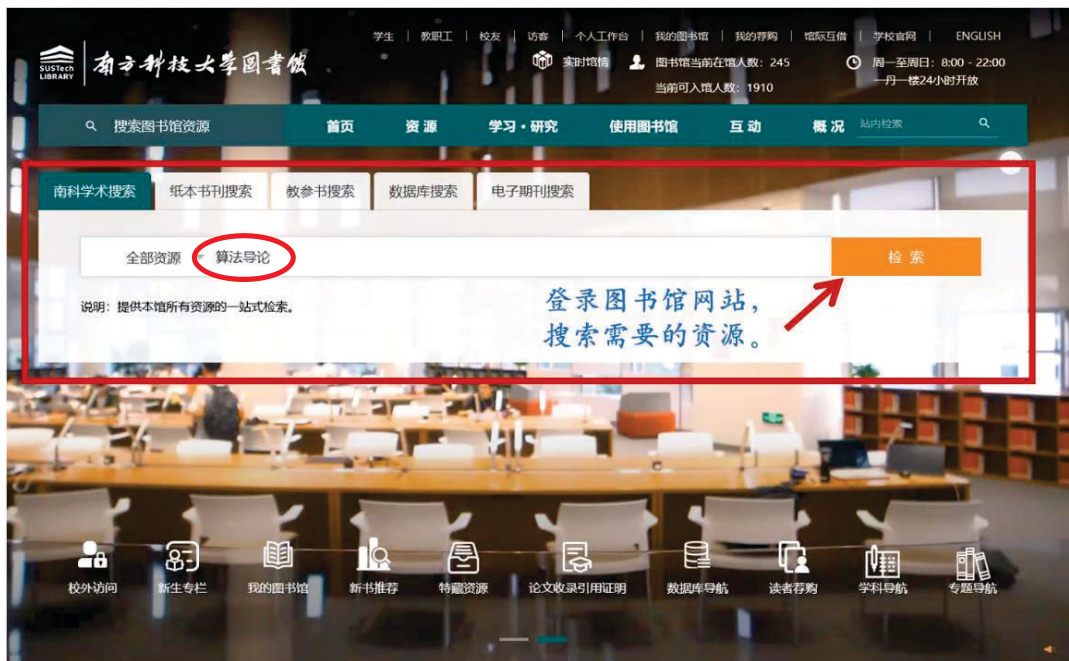 学生 | 教职工 | 校友 | 访客 | 个人工作台 | 我的图书馆 | 我的荐购 | 馆际互借 | 学校官网 | ENGLISH
SUSTech
LIBRARY
南方科技大学图书馆
实时馆情
图书馆当前在馆人数：245
当前可入馆人数：1910
周一至周日：8:00 - 22:00
一丹一楼24小时开放
搜索图书馆资源 首页 资源 学习·研究 使用图书馆 互动 概况 站内检索
南科学术搜索 纸本书刊搜索 教参书搜索 数据库搜索 电子期刊搜索
全部资源 算法导论 检索
说明：提供本馆所有资源的一站式检索。
登录图书馆网站，
搜索需要的资源。
校外访问 新生专栏 我的图书馆 新书推荐 特藏资源 论文收录引用证明 数据库导航 读者荐购 学科导航 专题导航